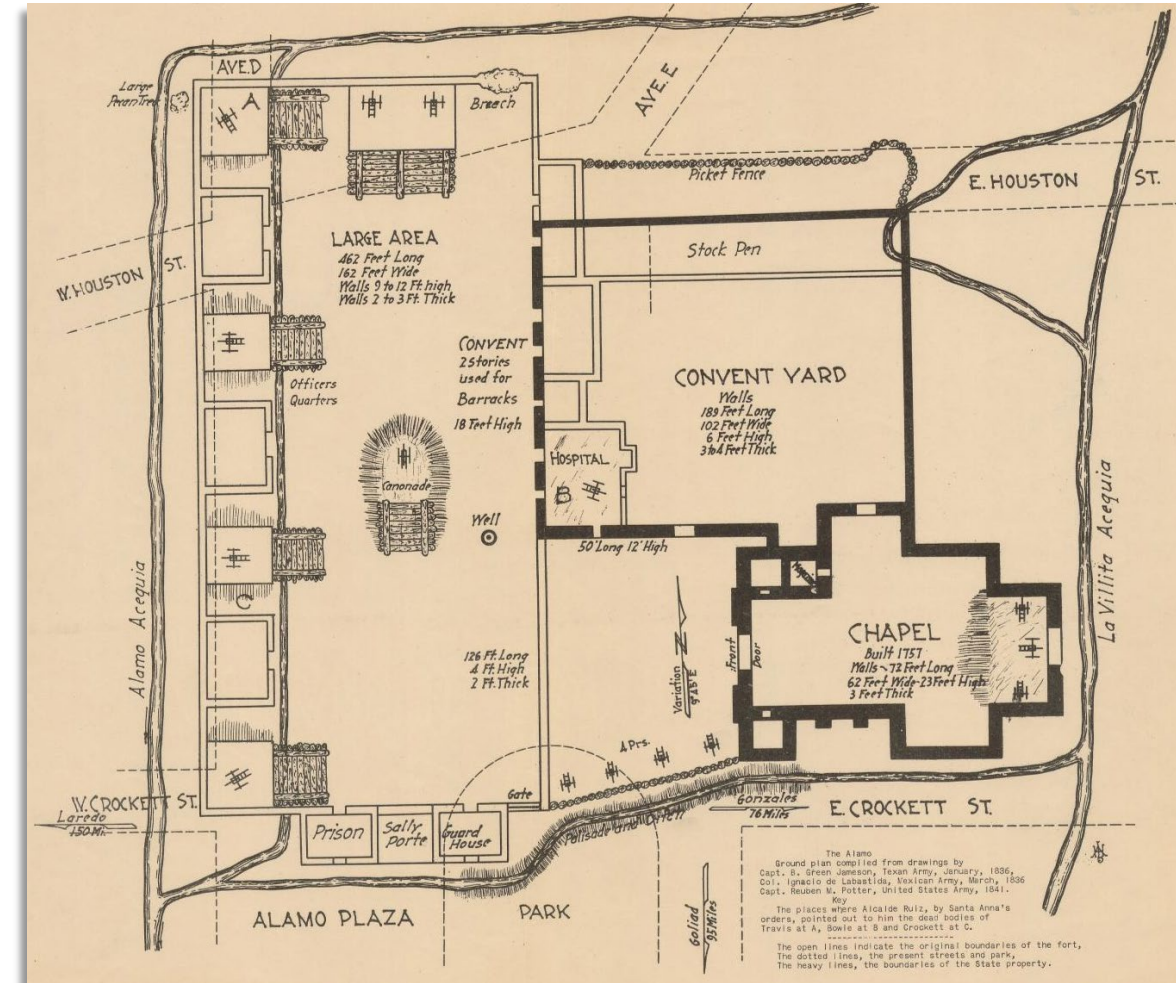 AVE.D
Large
Pecan Tree
A
Breech
AVE. E
Picket Fence
E. HOUSTON ST.
LARGE AREA
462 Feet Long
162 Feet Wide
Walls 9 to 12 Ft. high
Walls 2 to 3 Ft. Thick
Stock Pen
W. HOUSTON ST.
CONVENT
2 Stories
used for
Barracks
18 Feet High
CONVENT YARD
Walls
189 Feet Long
102 Feet Wide
6 Feet High
3 to 4 Feet Thick
Officers
Quarters
HOSPITAL
B
Canonade
Well
50' Long 12' High
C
Alamo Acequia
La Villita Acequia
126 Ft. Long
4 Ft. High
2 Ft. Thick
Variation
9° 45' E
N
Front
Door
CHAPEL
Built 1757
Walls ~ 72 Feet Long
62 Feet Wide - 23 Feet High
3 Feet Thick
4 Prs.
Gate
W. CROCKETT ST.
Laredo
150 Mi.
Prison
Sally
Porte
Guard
House
Palisade and Ditch
Gonzales
76 Miles
E. CROCKETT ST.
ALAMO PLAZA
PARK
Goliad
95 Miles
The Alamo
Ground plan compiled from drawings by
Capt. B. Green Jameson, Texan Army, January, 1836,
Col. Ignacio de Labastida, Mexican Army, March, 1836
Capt. Reuben M. Potter, United States Army, 1841.
Key
The places where Alcalde Ruiz, by Santa Anna's
orders, pointed out to him the dead bodies of
Travis at A, Bowie at B and Crockett at C.
The open lines indicate the original boundaries of the fort,
The dotted lines, the present streets and park,
The heavy lines, the boundaries of the State property.